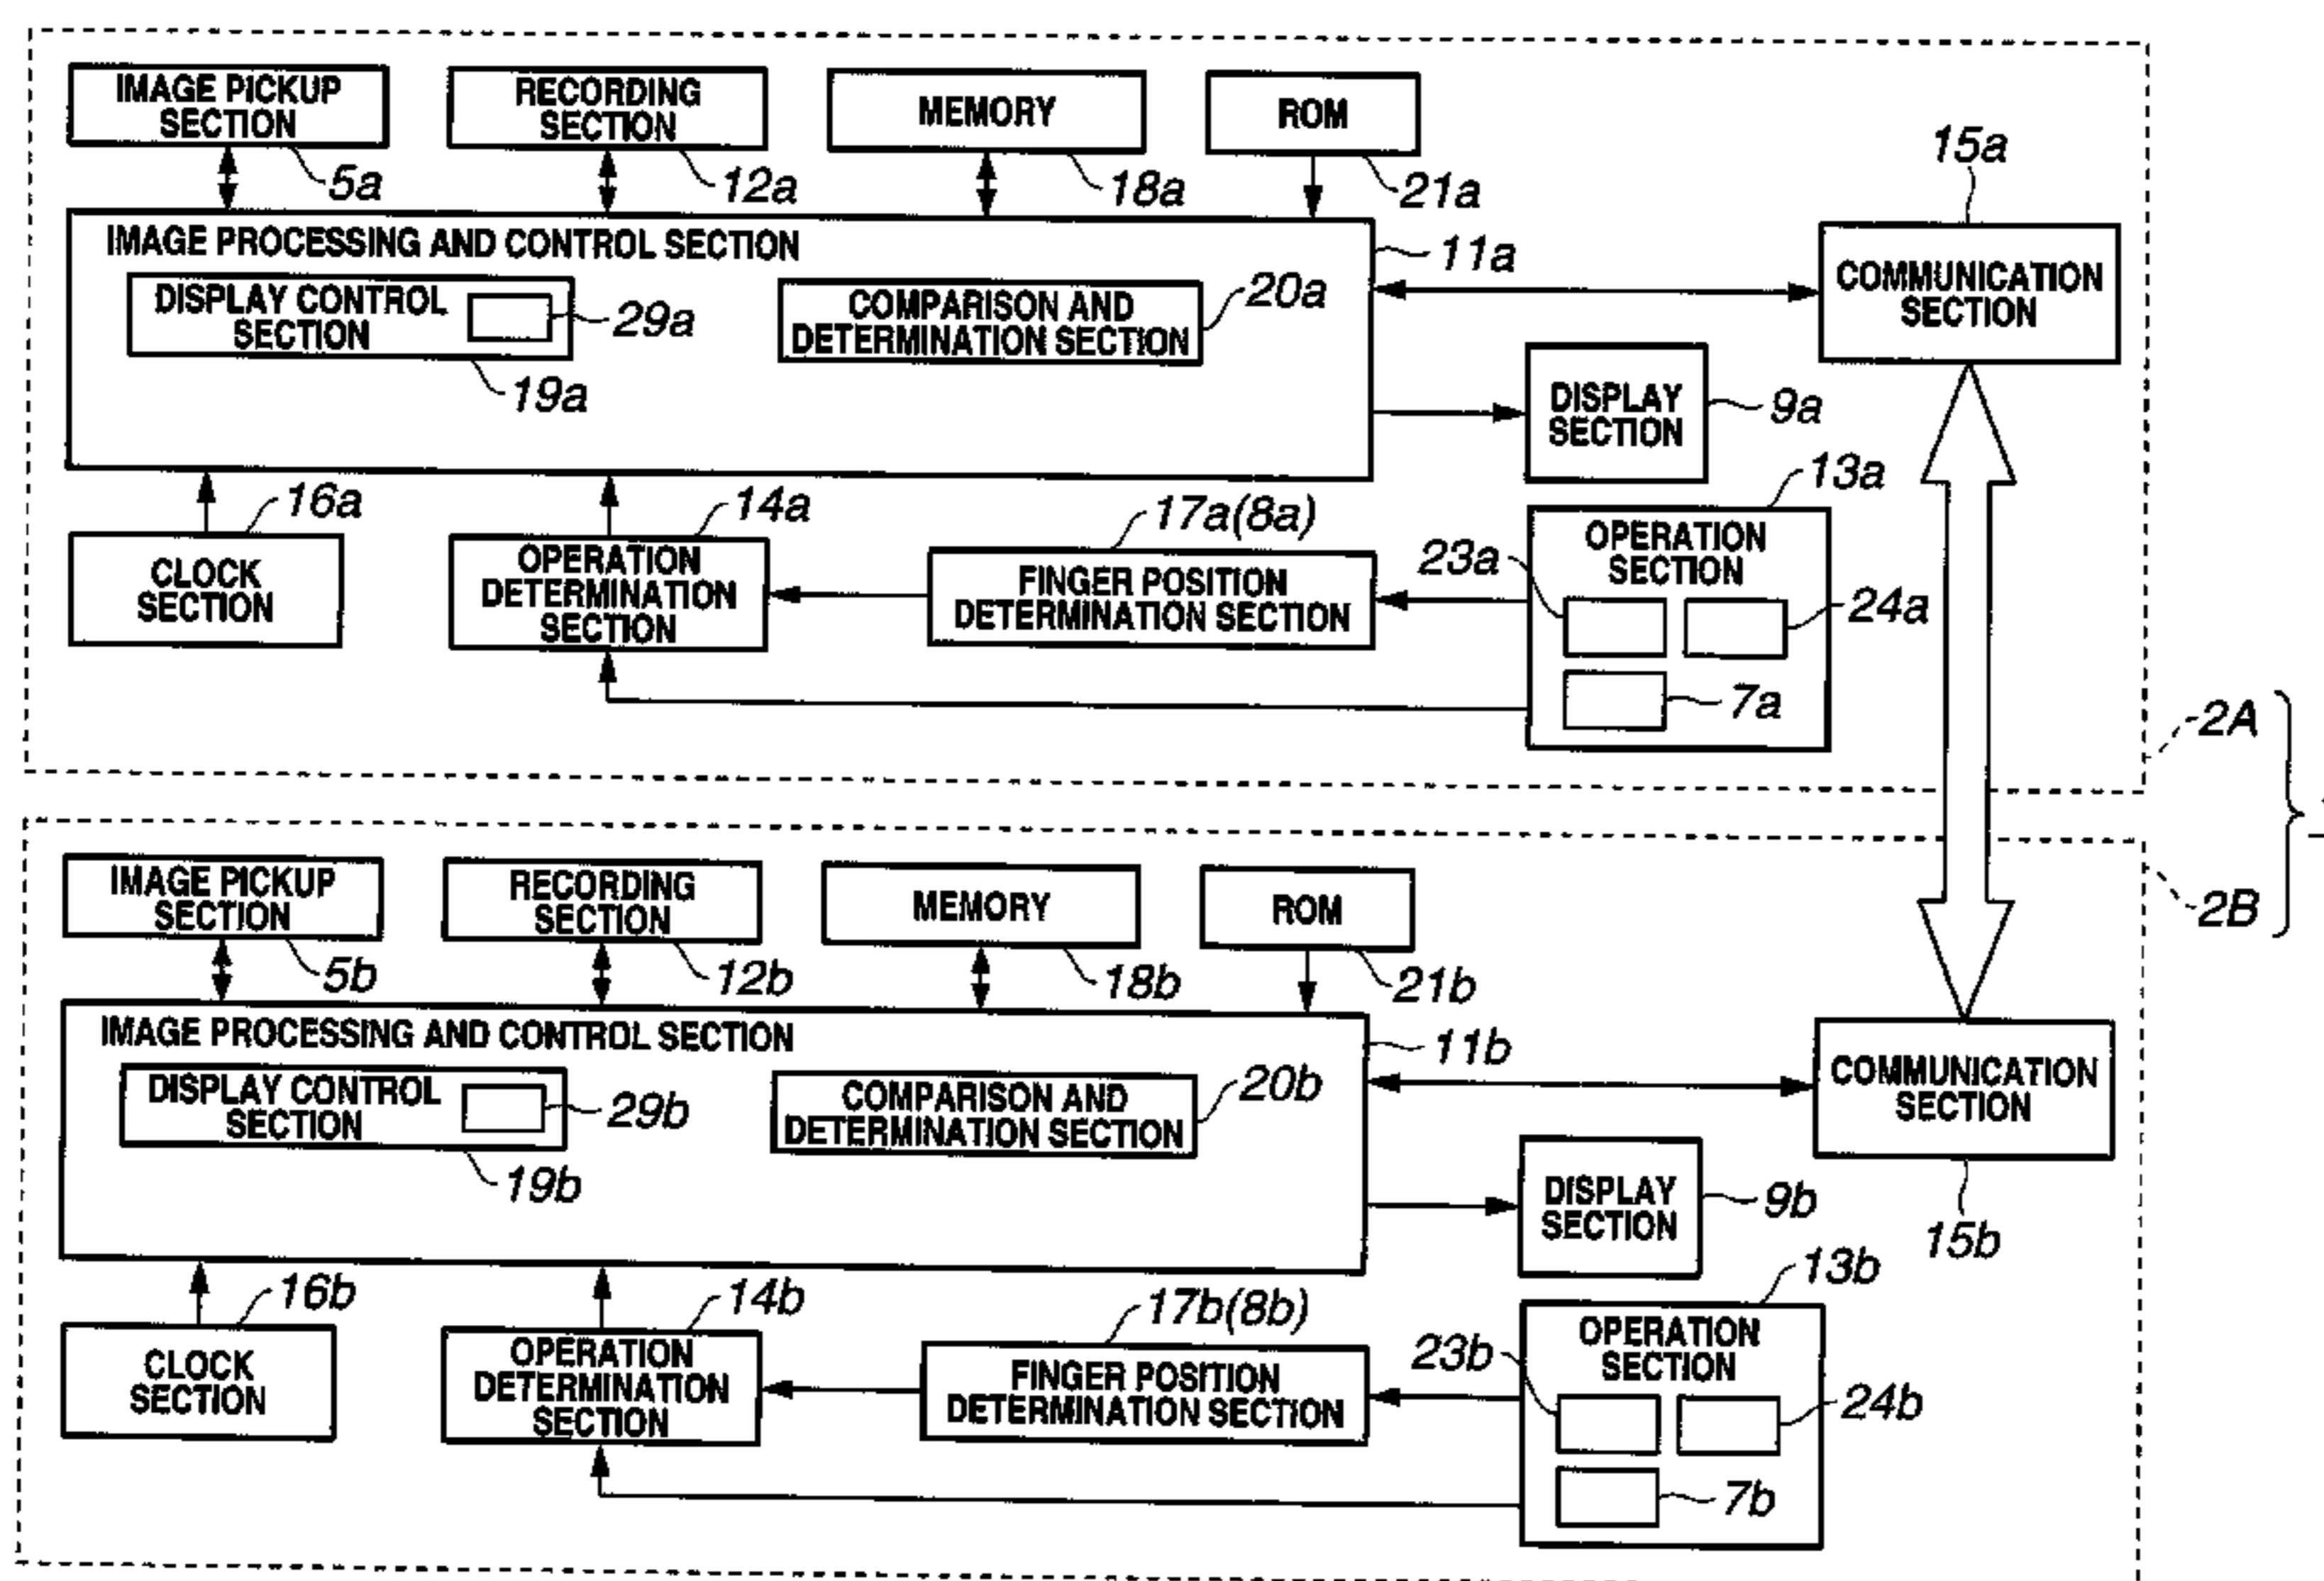 IMAGE PICKUP
SECTION
5a
RECORDING
SECTION
12a
MEMORY
18a
ROM
21a
15a
COMMUNICATION
SECTION
IMAGE PROCESSING AND CONTROL SECTION
11a
DISPLAY CONTROL
SECTION
29a
19a
COMPARISON AND
DETERMINATION SECTION
20a
DISPLAY
SECTION
9a
16a
CLOCK
SECTION
14a
OPERATION
DETERMINATION
SECTION
17a(8a)
FINGER POSITION
DETERMINATION SECTION
13a
OPERATION
SECTION
23a
24a
7a
2A
2B
IMAGE PICKUP
SECTION
5b
RECORDING
SECTION
12b
MEMORY
18b
ROM
21b
IMAGE PROCESSING AND CONTROL SECTION
11b
DISPLAY CONTROL
SECTION
29b
19b
COMPARISON AND
DETERMINATION SECTION
20b
COMMUNICATION
SECTION
15b
DISPLAY
SECTION
9b
16b
CLOCK
SECTION
14b
OPERATION
DETERMINATION
SECTION
17b(8b)
FINGER POSITION
DETERMINATION SECTION
13b
OPERATION
SECTION
23b
24b
7b